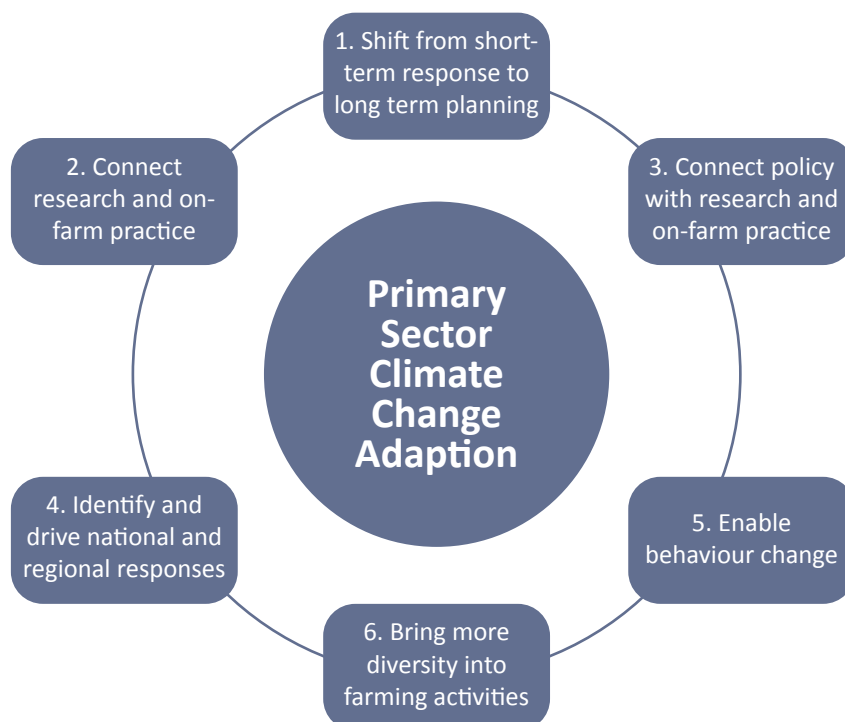 1. Shift from short-
term response to
long term planning
2. Connect
research and on-
farm practice
3. Connect policy
with research and
on-farm practice
Primary
Sector
Climate
Change
Adaption
4. Identify and
drive national and
regional responses
5. Enable
behaviour change
6. Bring more
diversity into
farming activities